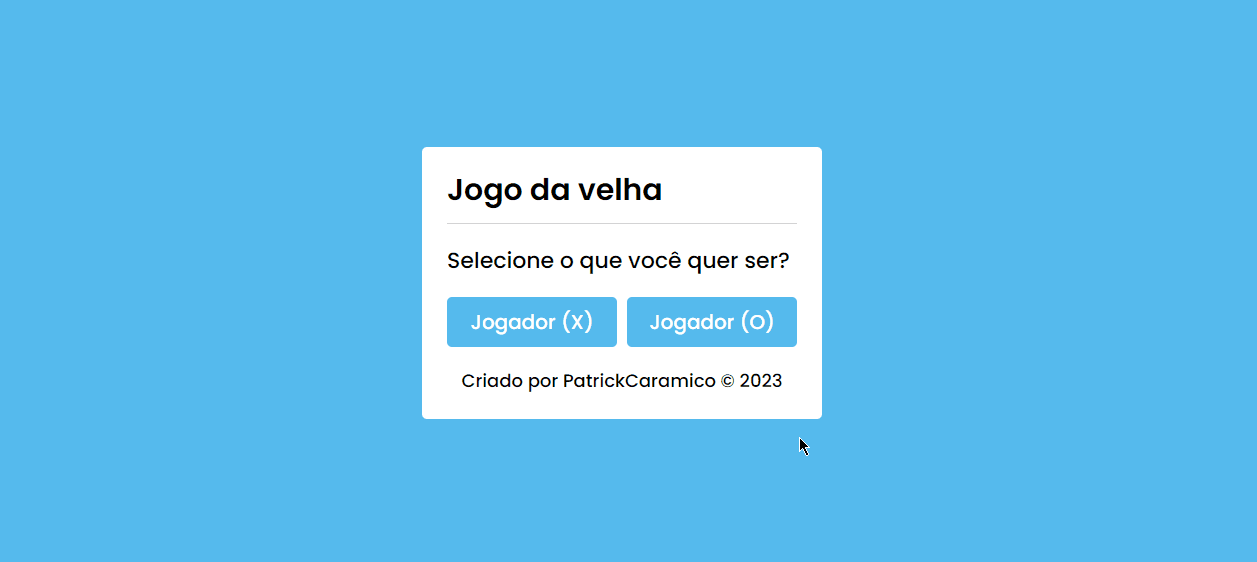 Jogo da velha
Selecione o que você quer ser?
Jogador (X) Jogador (O)
Criado por PatrickCaramico © 2023